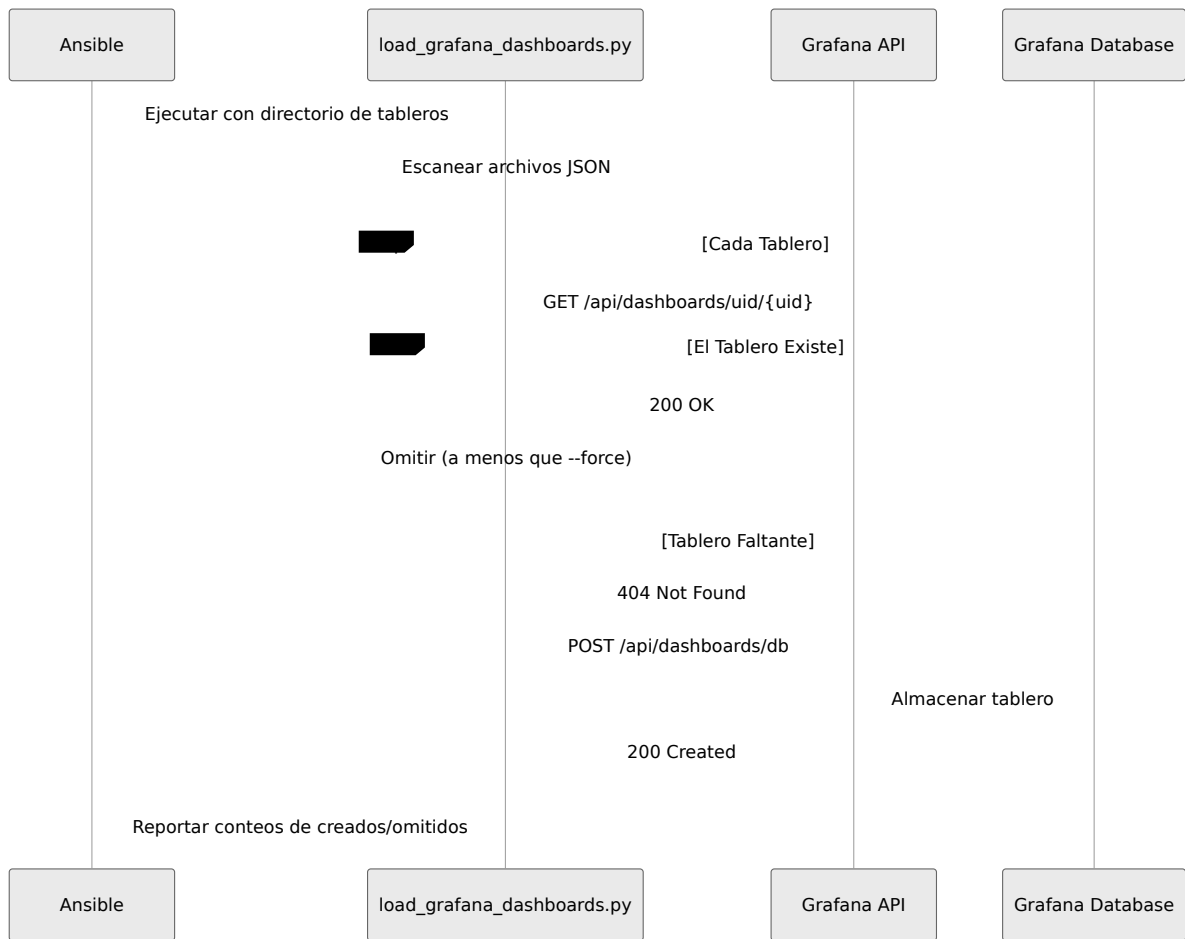 Ansible
load_grafana_dashboards.py
Grafana API
Grafana Database
Ejecutar con directorio de tableros
Escanear archivos JSON
[Cada Tablero]
GET /api/dashboards/uid/{uid}
[El Tablero Existe]
200 OK
Omitir (a menos que --force)
[Tablero Faltante]
404 Not Found
POST /api/dashboards/db
Almacenar tablero
200 Created
Reportar conteos de creados/omitidos
Ansible
load_grafana_dashboards.py
Grafana API
Grafana Database